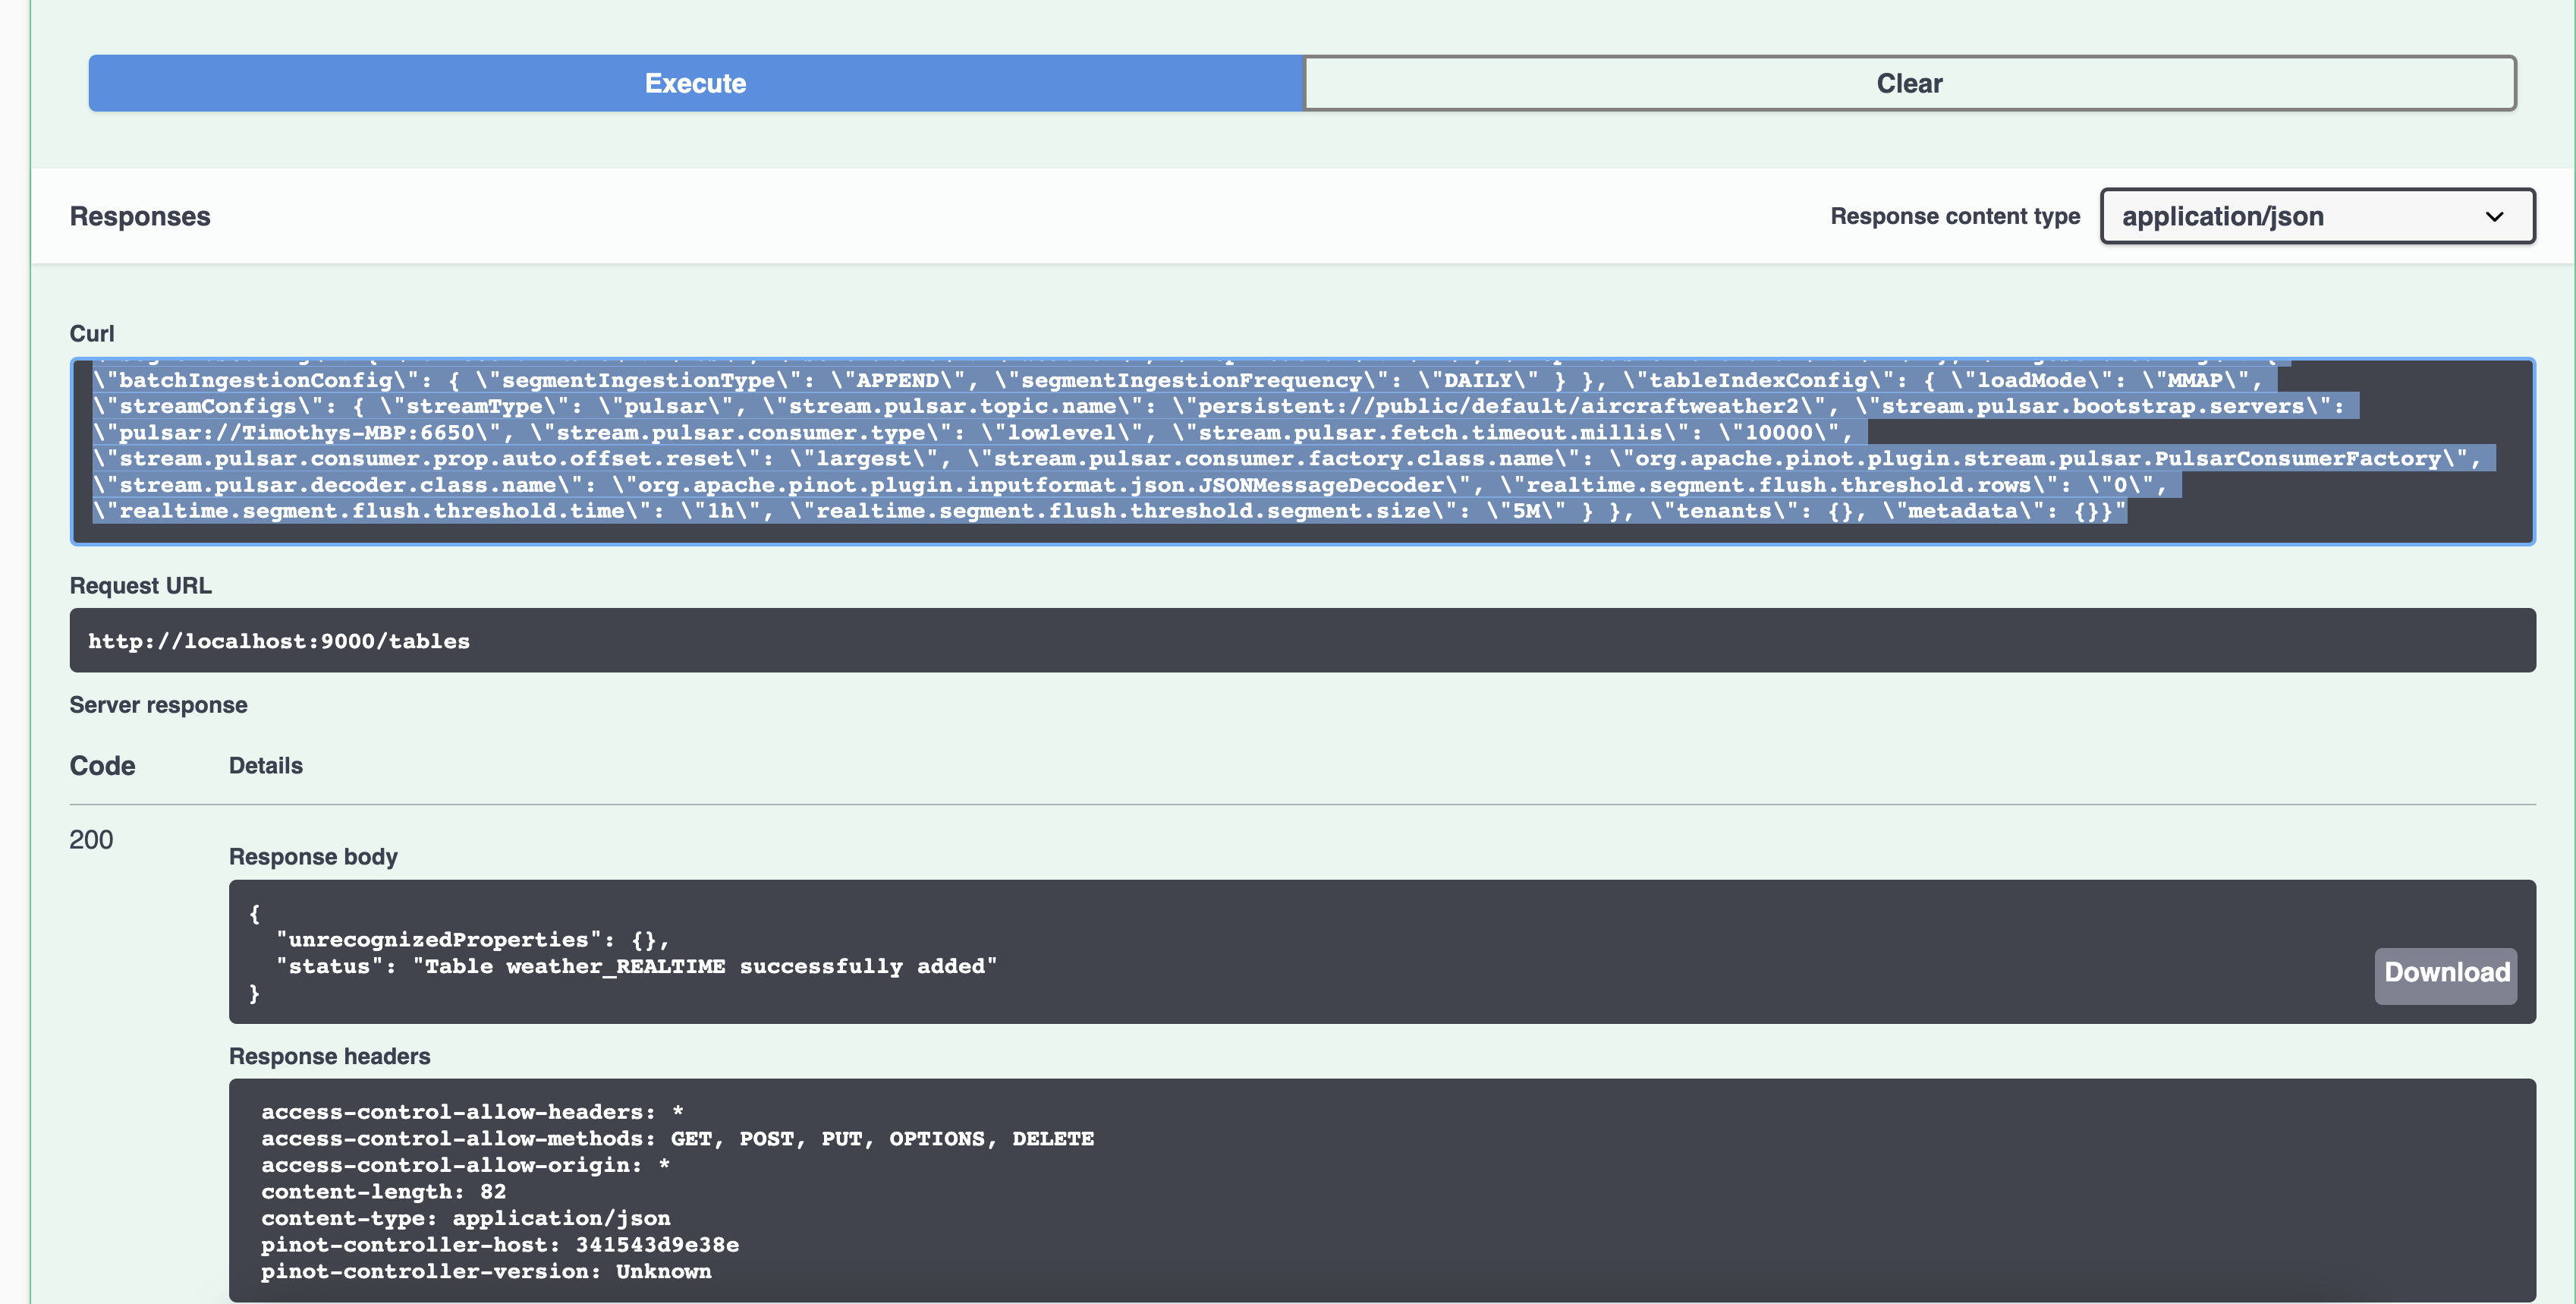 Execute
Clear
Responses
Response content type
application/json
Curl
\"batchIngestionConfig\": { \"segmentIngestionType\": \"APPEND\", \"segmentIngestionFrequency\": \"DAILY\" } }, \"tableIndexConfig\": { \"loadMode\": \"MMAP\",
\"streamConfigs\": { \"streamType\": \"pulsar\", \"stream.pulsar.topic.name\": \"persistent://public/default/aircraftweather2\", \"stream.pulsar.bootstrap.servers\":
\"pulsar://Timothys-MBP:6650\", \"stream.pulsar.consumer.type\": \"lowlevel\", \"stream.pulsar.fetch.timeout.millis\": \"10000\",
\"stream.pulsar.consumer.prop.auto.offset.reset\": \"largest\", \"stream.pulsar.consumer.factory.class.name\": \"org.apache.pinot.plugin.stream.pulsar.PulsarConsumerFactory\",
\"stream.pulsar.decoder.class.name\": \"org.apache.pinot.plugin.inputformat.json.JSONMessageDecoder\", \"realtime.segment.flush.threshold.rows\": \"0\",
\"realtime.segment.flush.threshold.time\": \"1h\", \"realtime.segment.flush.threshold.segment.size\": \"5M\" } }, \"tenants\": {}, \"metadata\": {}}"
Request URL
http://localhost:9000/tables
Server response
Code
Details
200
Response body
{
"unrecognizedProperties": {},
"status": "Table weather_REALTIME successfully added"
}
Download
Response headers
access-control-allow-headers: *
access-control-allow-methods: GET, POST, PUT, OPTIONS, DELETE
access-control-allow-origin: *
content-length: 82
content-type: application/json
pinot-controller-host: 341543d9e38e
pinot-controller-version: Unknown